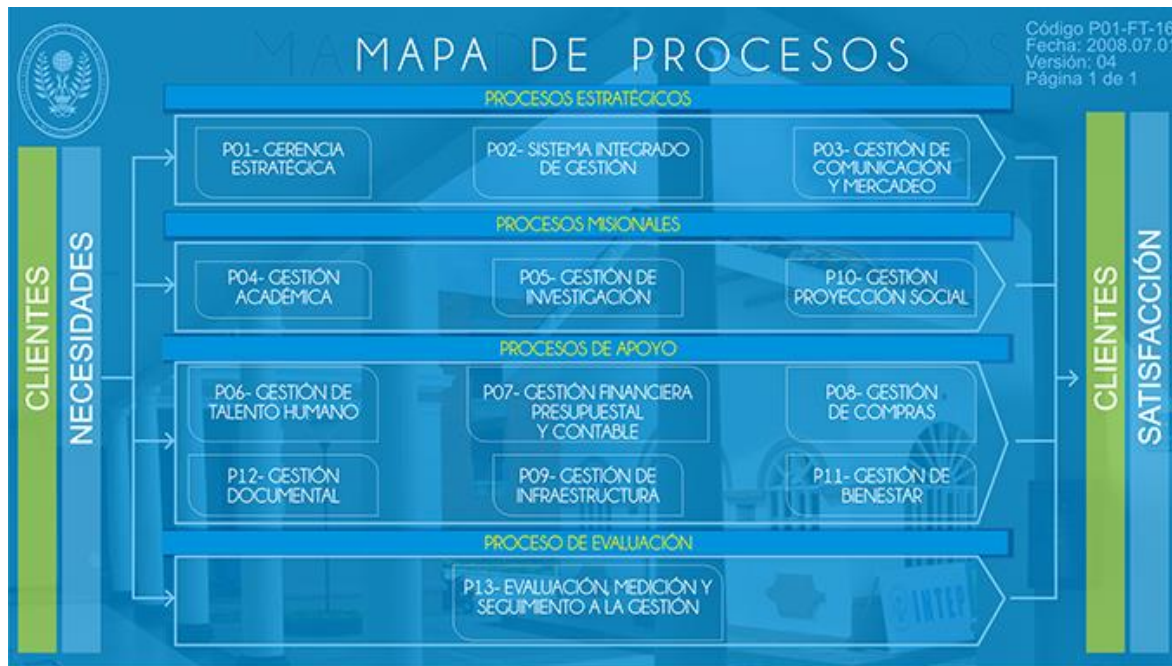 MAPA DE PROCESOS
Código P01-FT-16
Versión: 04
Página 1 de 1
PROCESOS ESTRATÉGICOS
P01- GERENCIA
ESTRATÉGICA
P02- SISTEMA INTEGRADO
DE GESTIÓN
P03- GESTIÓN DE
COMUNICACIÓN
Y MERCADEO
PROCESOS MISIONALES
P04- GESTIÓN
ACADÉMICA
P05- GESTIÓN DE
INVESTIGACIÓN
P10- GESTIÓN
PROYECCIÓN SOCIAL
PROCESOS DE APOYO
P06- GESTIÓN DE
TALENTO HUMANO
P07- GESTIÓN FINANCIERA
PRESUPUESTAL
Y CONTABLE
P08- GESTIÓN
DE COMPRAS
P12- GESTIÓN
DOCUMENTAL
P09- GESTIÓN DE
INFRAESTRUCTURA
P11- GESTIÓN DE
BIENESTAR
PROCESO DE EVALUACIÓN
P13- EVALUACIÓN, MEDICIÓN Y
SEGUIMIENTO A LA GESTIÓN
CLIENTES
NECESIDADES
CLIENTES
SATISFACCIÓN
INTEP